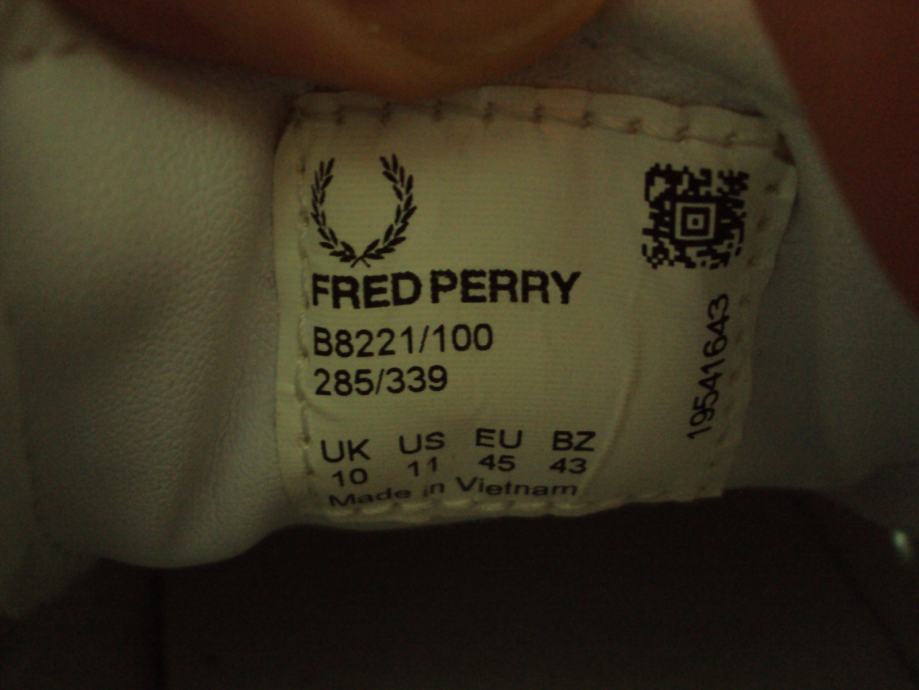 FRED PERRY
B8221/100
285/339
UK US EU BZ
10 11 45 43
Made in Vietnam
19541643